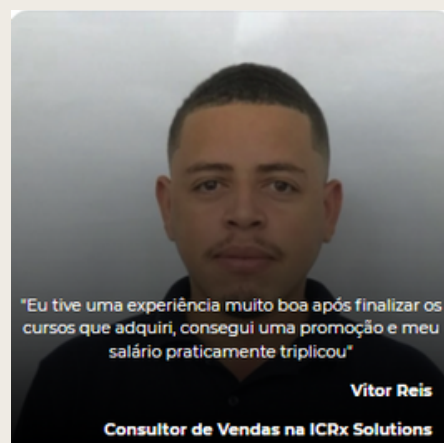 "Eu tive uma experiência muito boa após finalizar os
cursos que adquiri, consegui uma promoção e meu
salário praticamente triplicou"
Vitor Reis
Consultor de Vendas na ICRx Solutions